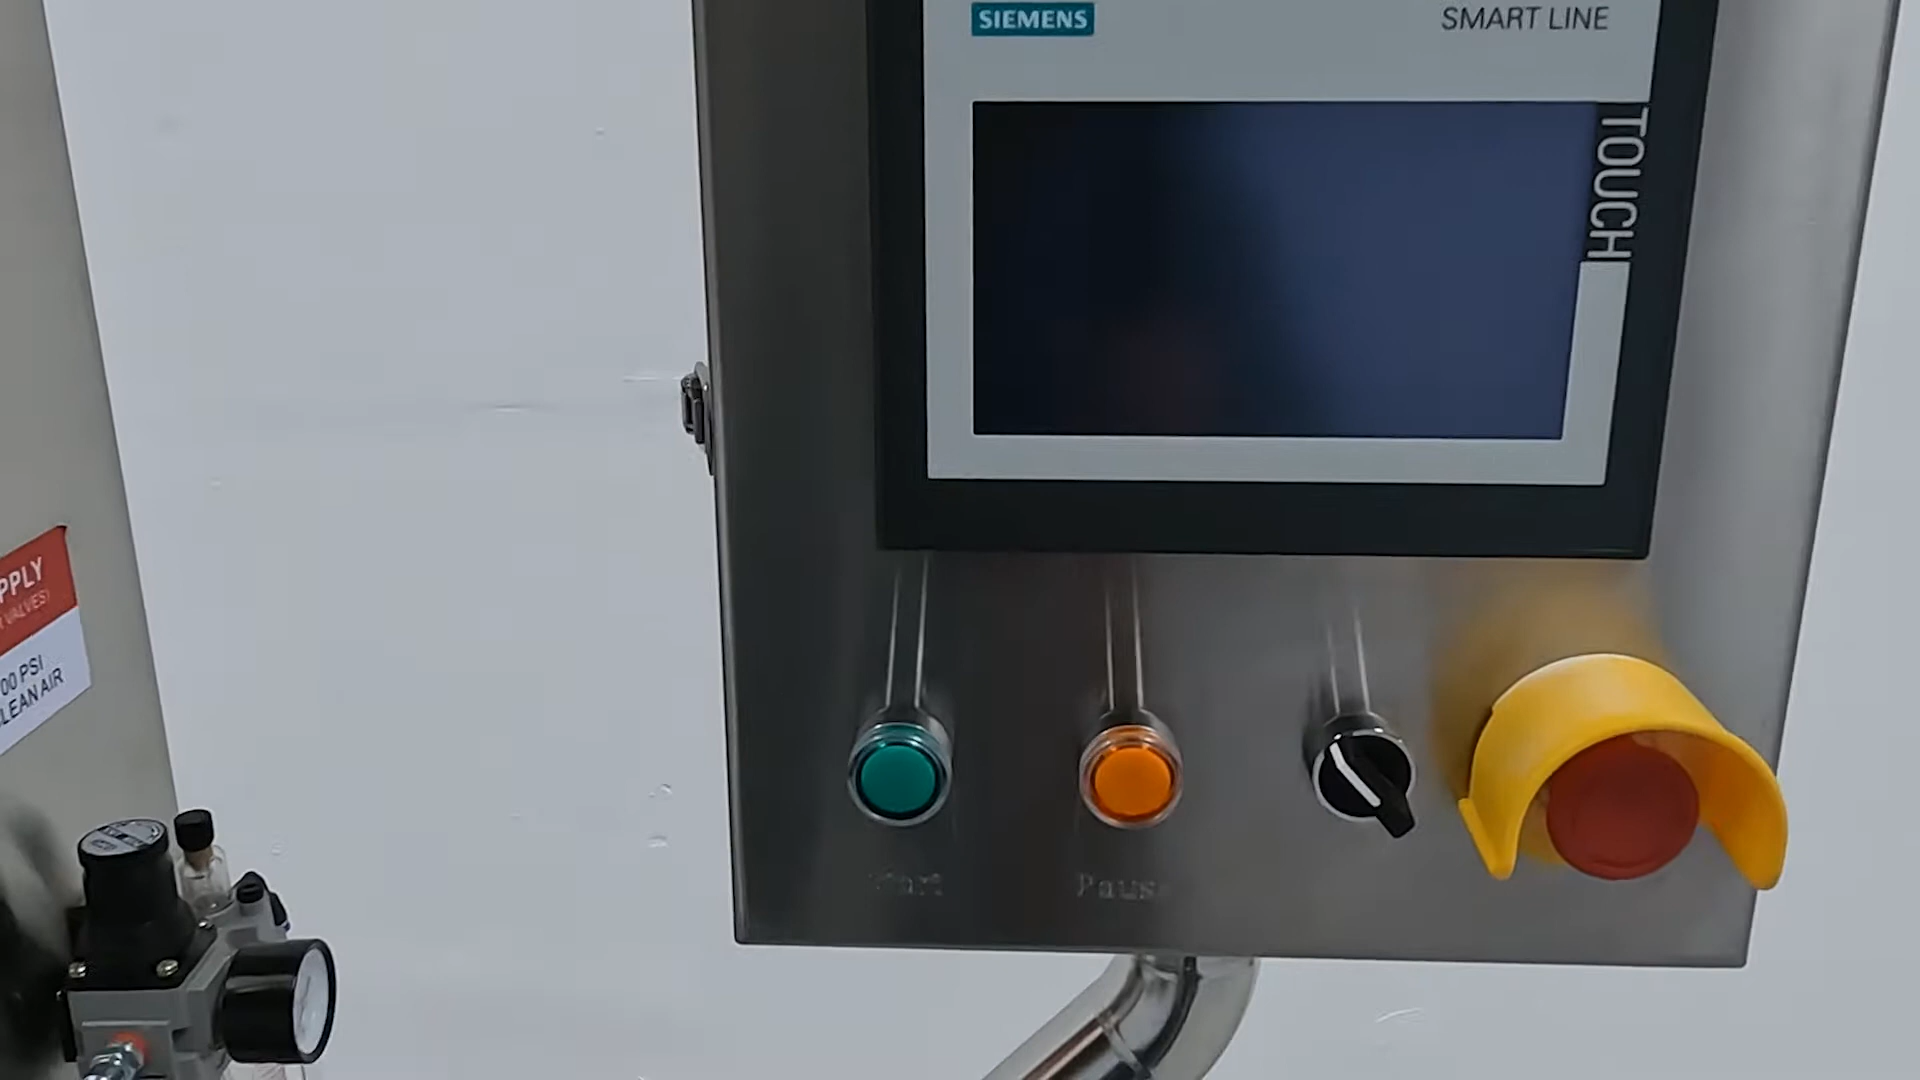 SIEMENS
SMART LINE
TOUCH
PPLY
VALVES)
00 PSI
LEAN AIR
Start
Pause